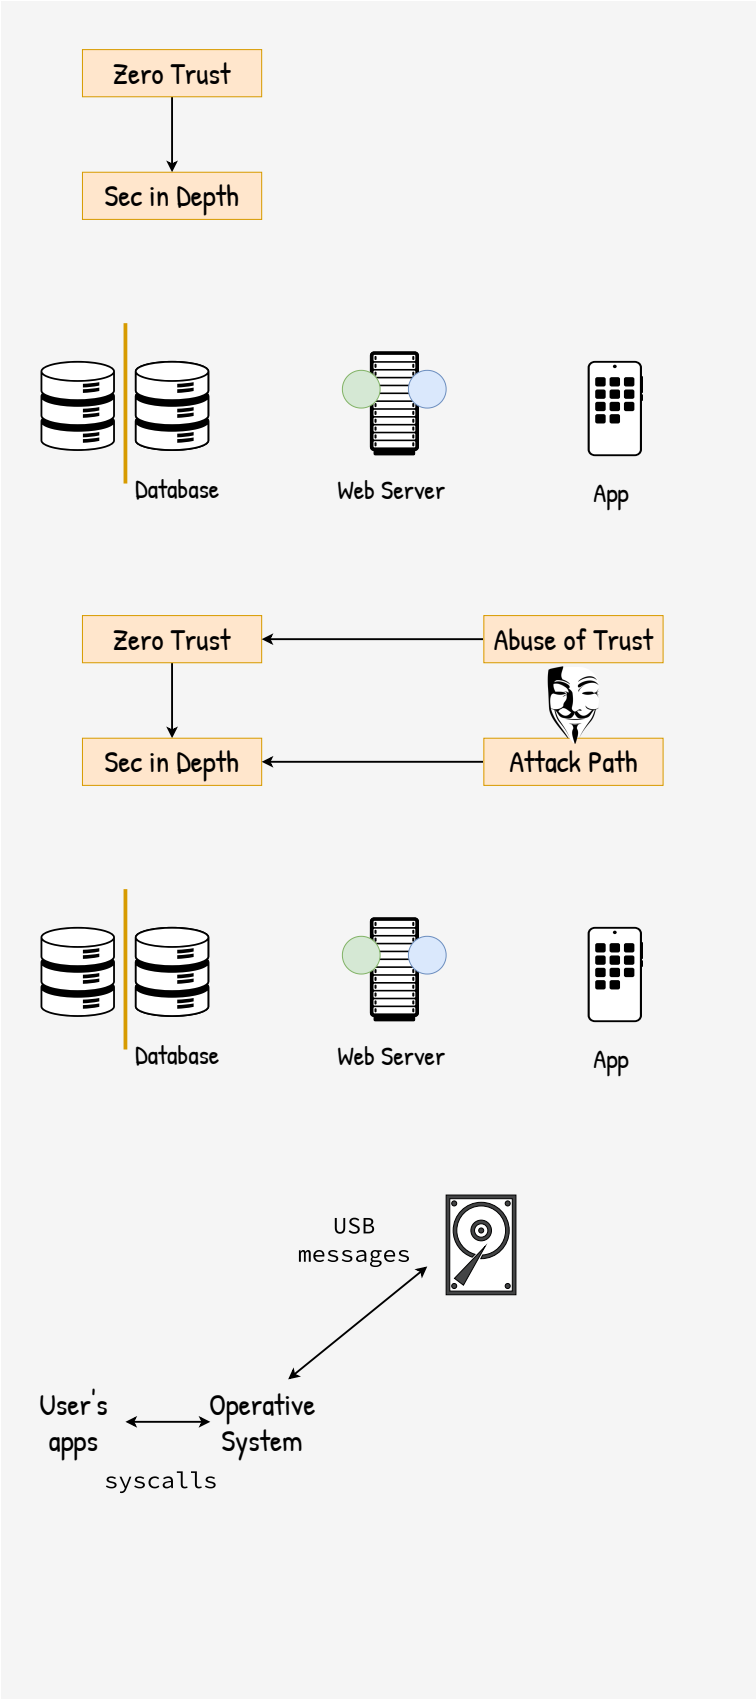 Zero Trust
Sec in Depth
Database
Web Server
App
Zero Trust
Abuse of Trust
Sec in Depth
Attack Path
Database
Web Server
App
USB
messages
User's
apps
Operative
System
syscalls